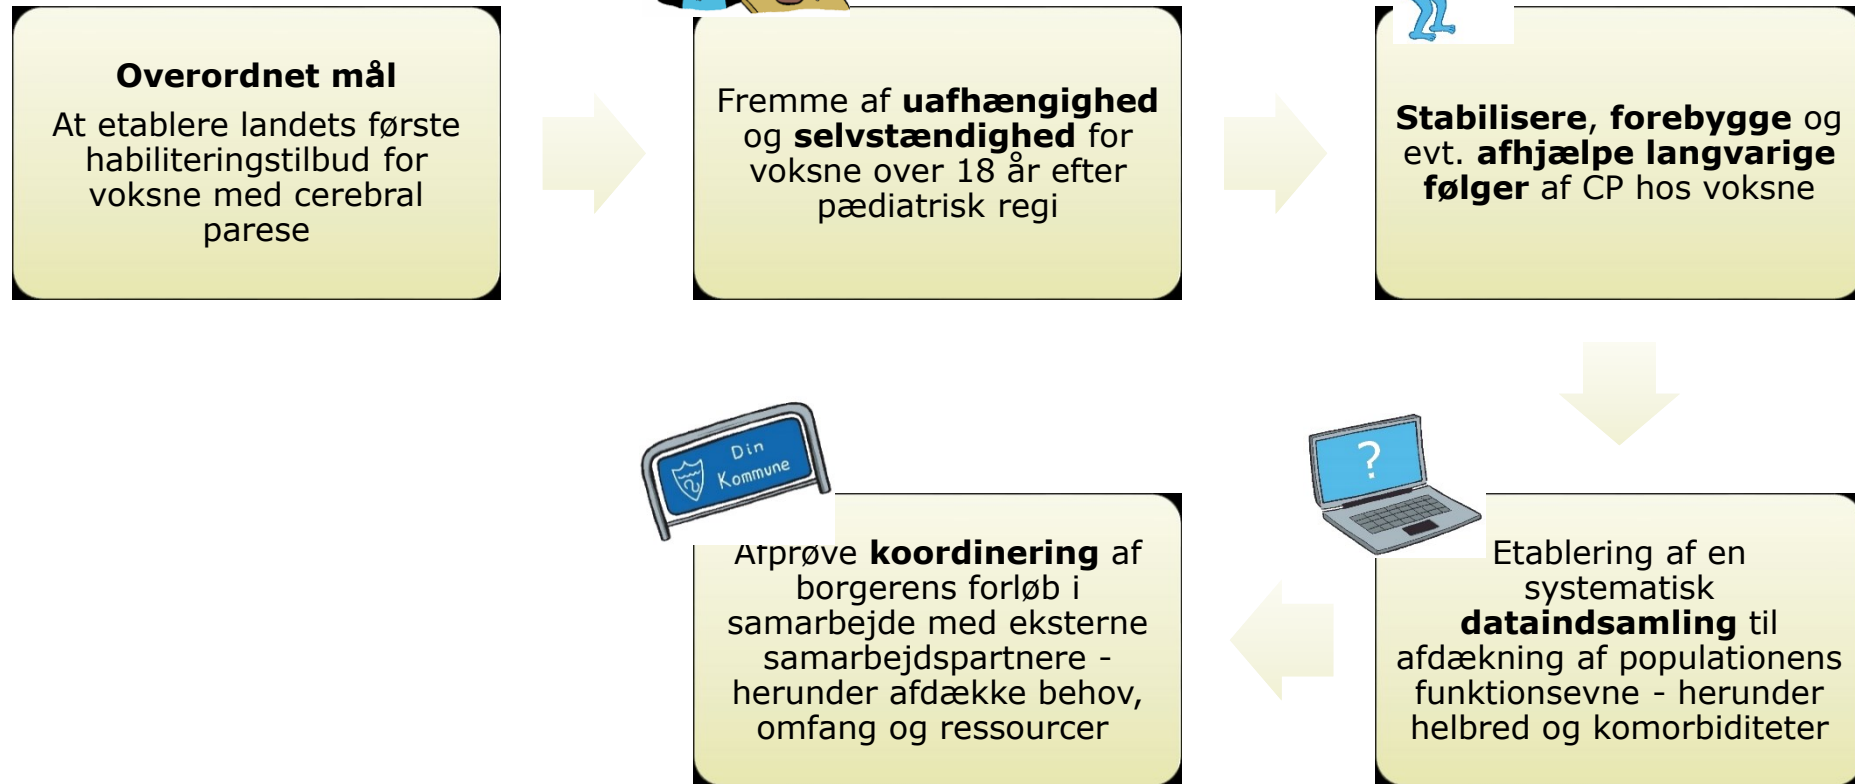 Overordnet mål
At etablere landets første
habiliteringstilbud for
voksne med cerebral
parese
Fremme af uafhængighed
og selvstændighed for
voksne over 18 år efter
pædiatrisk regi
Stabilisere, forebygge og
evt. afhjælpe langvarige
følger af CP hos voksne
?
Etablering af en
systematisk
dataindsamling til
afdækning af populationens
funktionsevne - herunder
helbred og komorbiditeter
Din
Kommune
Afprøve koordinering af
borgerens forløb i
samarbejde med eksterne
samarbejdspartnere -
herunder afdække behov,
omfang og ressourcer